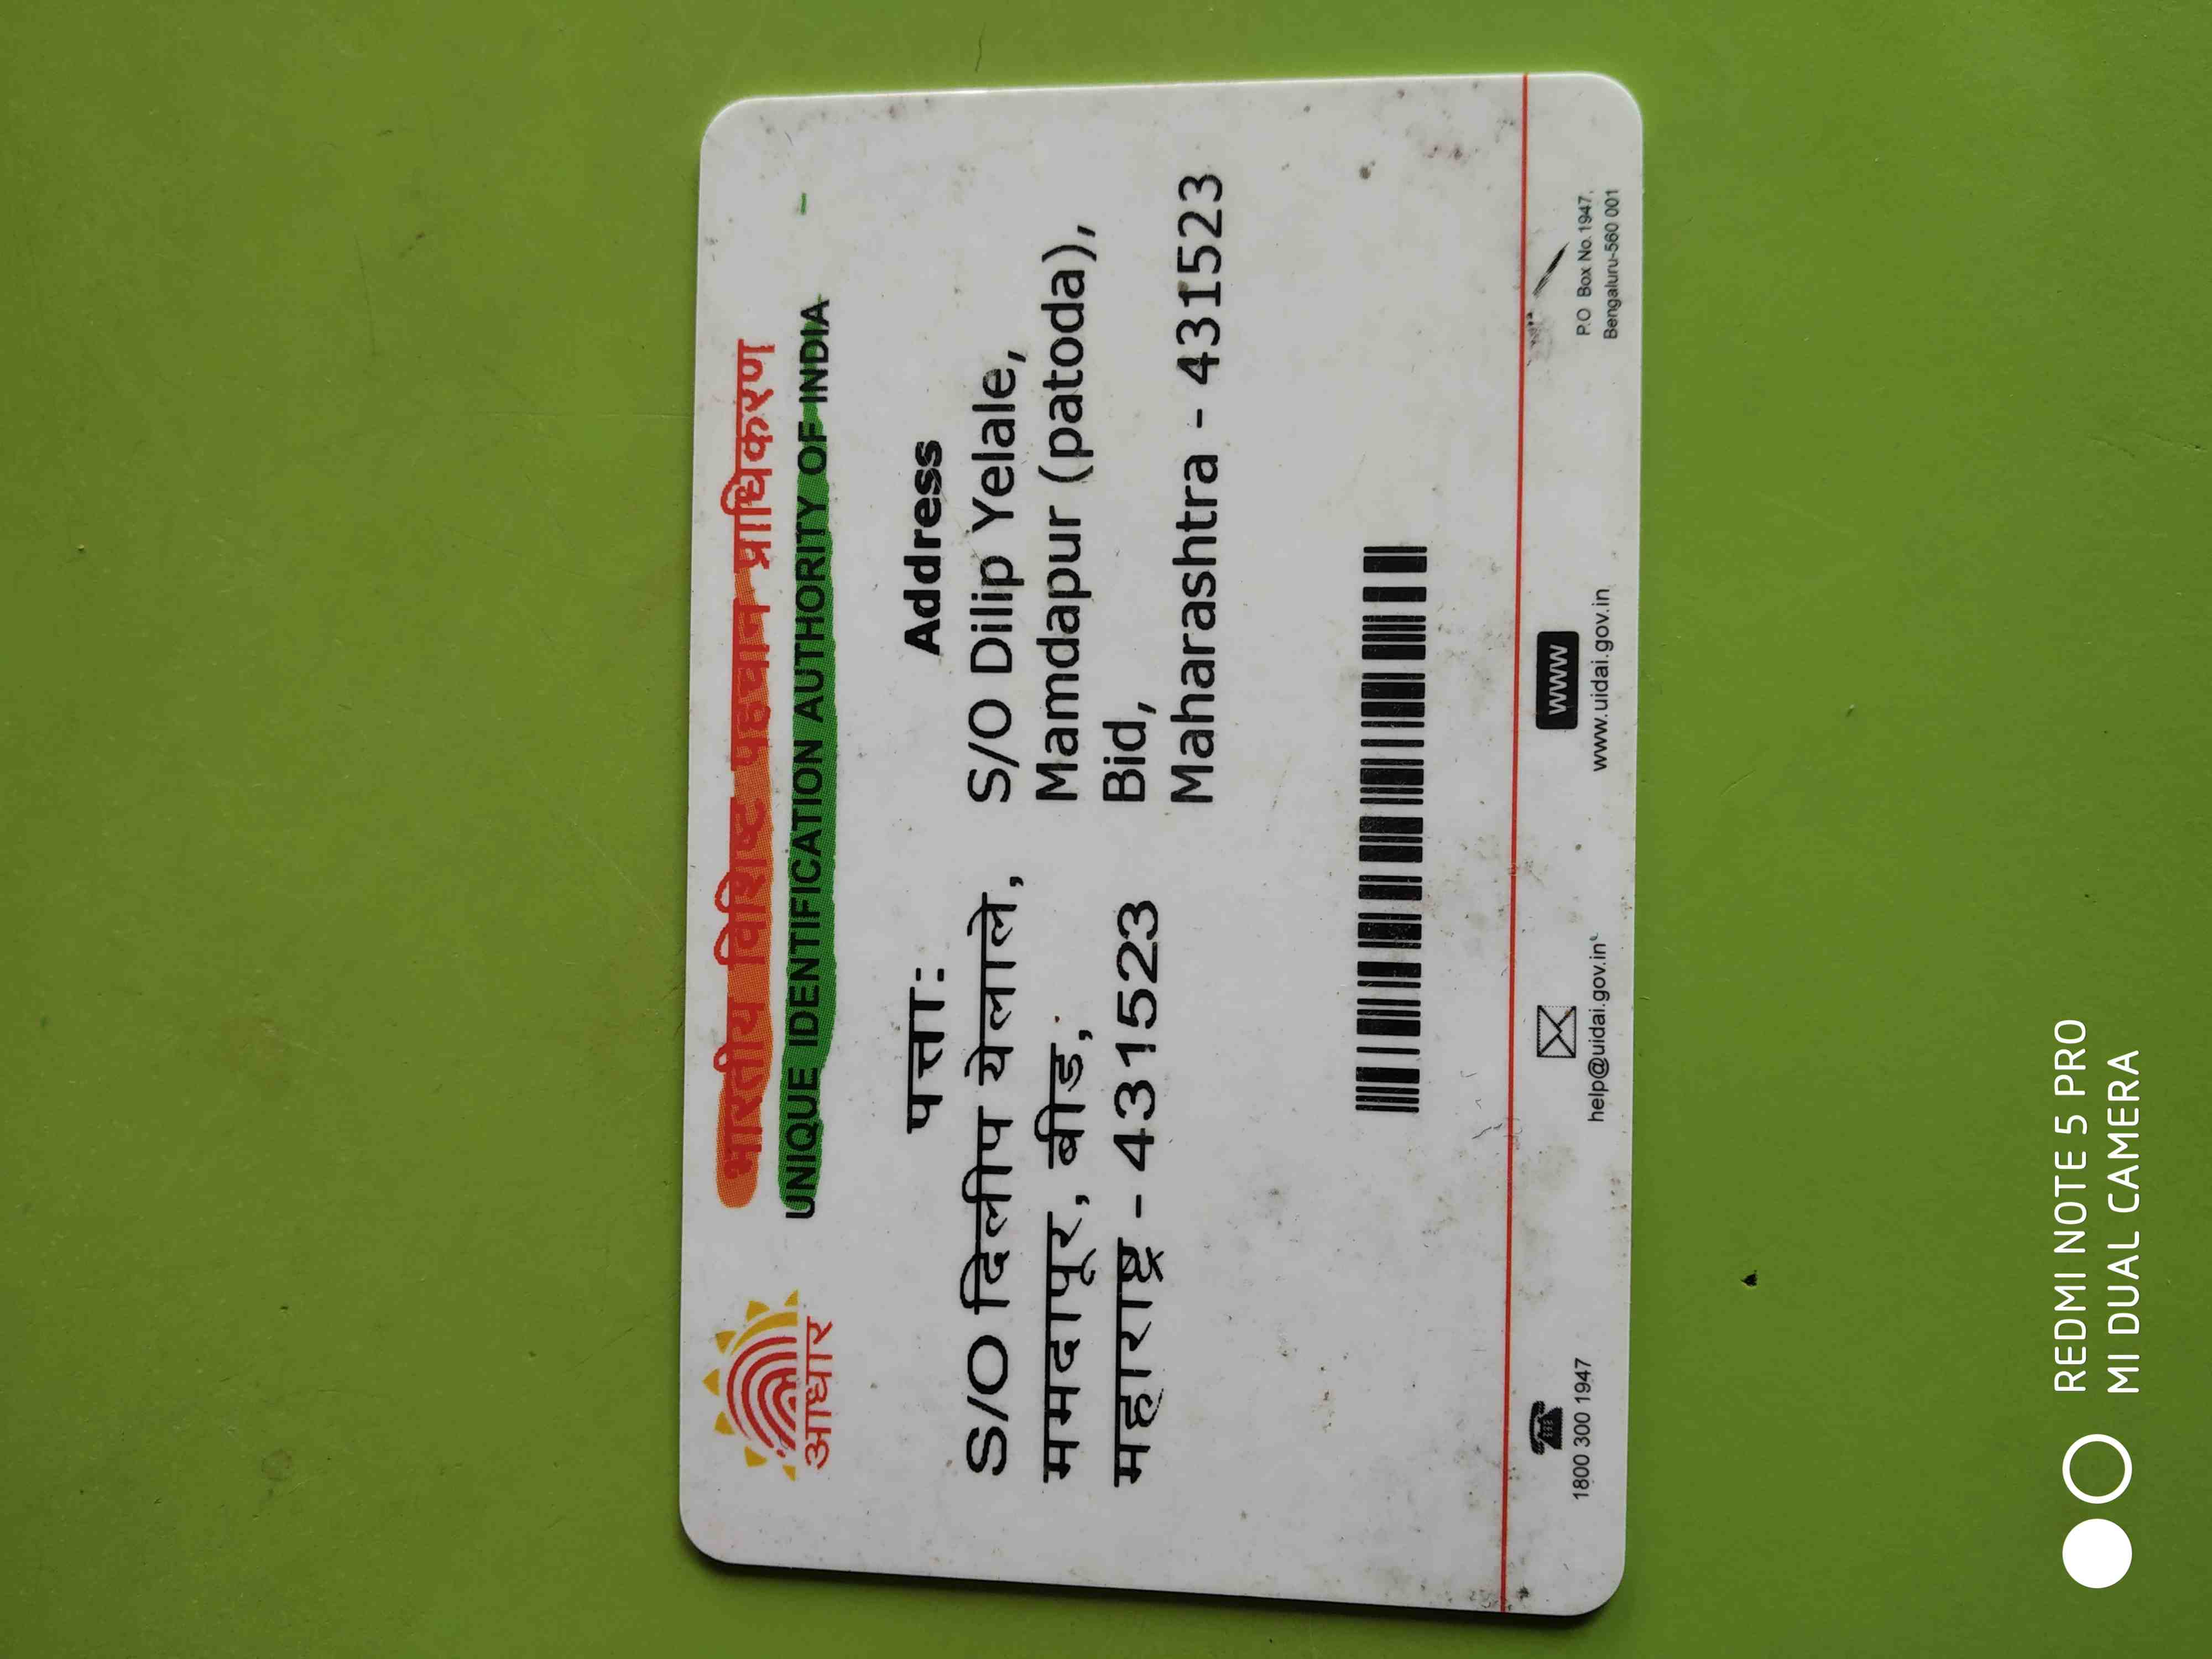 आधार
भारतीय विशिष्ट पहचान प्राधिकरण
UNIQUE IDENTIFICATION AUTHORITY OF INDIA
पत्ता:
S/O दिलीप येलाले,
ममदापूर, बीड,
महाराष्ट्र - 431523
Address
S/O Dilip Yelale,
Mamdapur (patoda),
Bid,
Maharashtra - 431523
1800 300 1947
help@uidai.gov.in
WWW
www.uidai.gov.in
P.O Box No.1947,
Bengaluru-560 001
REDMI NOTE 5 PRO
MI DUAL CAMERA